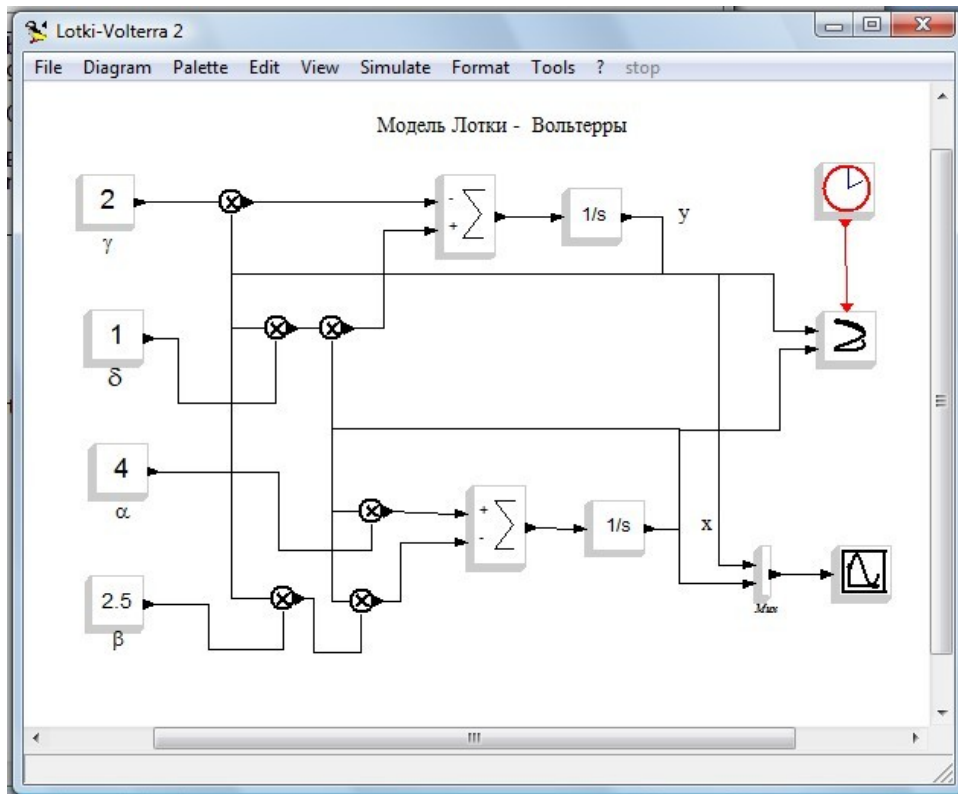 Lotki-Volterra 2
File Diagram Palette Edit View Simulate Format Tools ? stop
Модель Лотки - Вольтерры
2
γ
-
+
1/s
y
1
δ
4
α
+
-
1/s
x
2.5
β
Mux